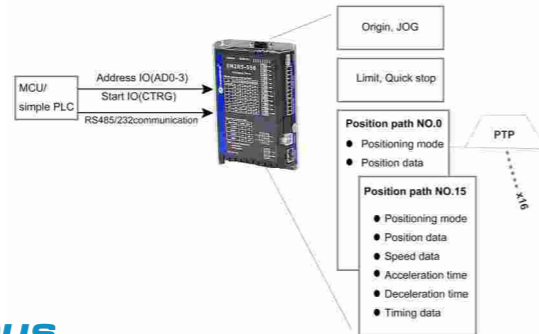 Origin, JOG
Address IO(AD0-3)
MCU/
simple PLC
Start IO(CTRG)
RS485/232communication
Limit, Quick stop
Position path NO.0
Positioning mode
Position data
PTP
x16
Position path NO.15
Positioning mode
Position data
Speed data
Acceleration time
Deceleration time
Timing data